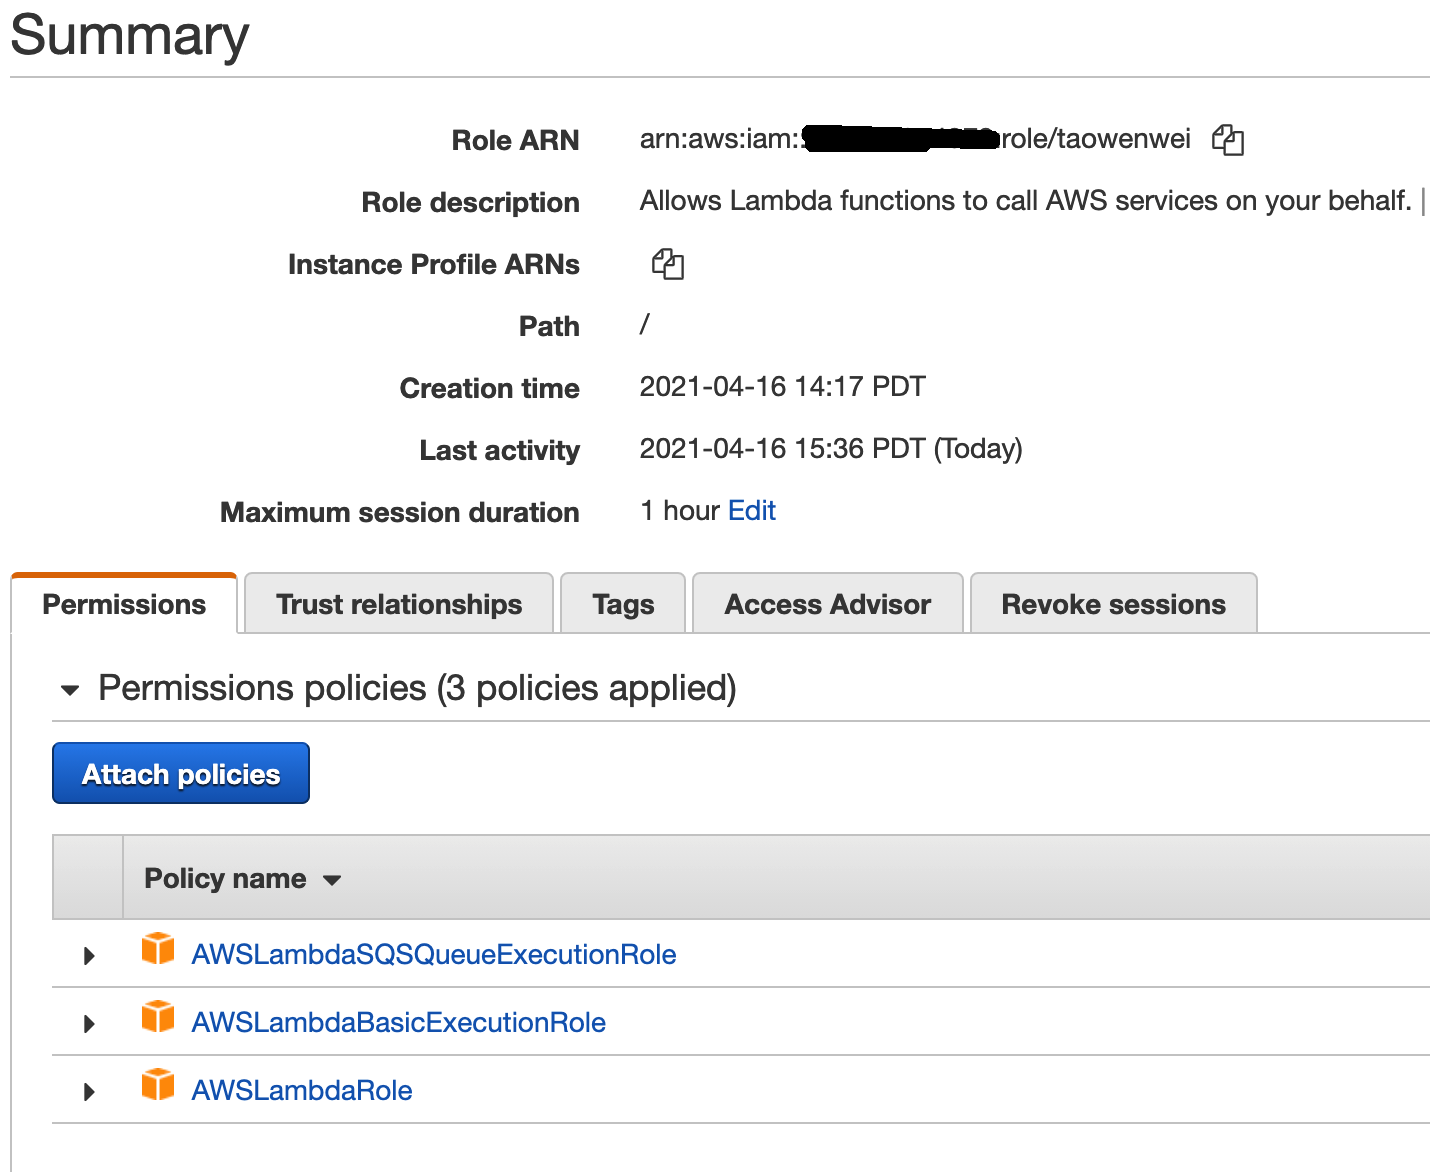 Summary
Role ARN arn:aws:iam:: role/taowenwei
Role description Allows Lambda functions to call AWS services on your behalf. |
Instance Profile ARNs
Path /
Creation time 2021-04-16 14:17 PDT
Last activity 2021-04-16 15:36 PDT (Today)
Maximum session duration 1 hour Edit
Permissions Trust relationships Tags Access Advisor Revoke sessions
Permissions policies (3 policies applied)
Attach policies
Policy name
AWSLambdaSQSQueueExecutionRole
AWSLambdaBasicExecutionRole
AWSLambdaRole